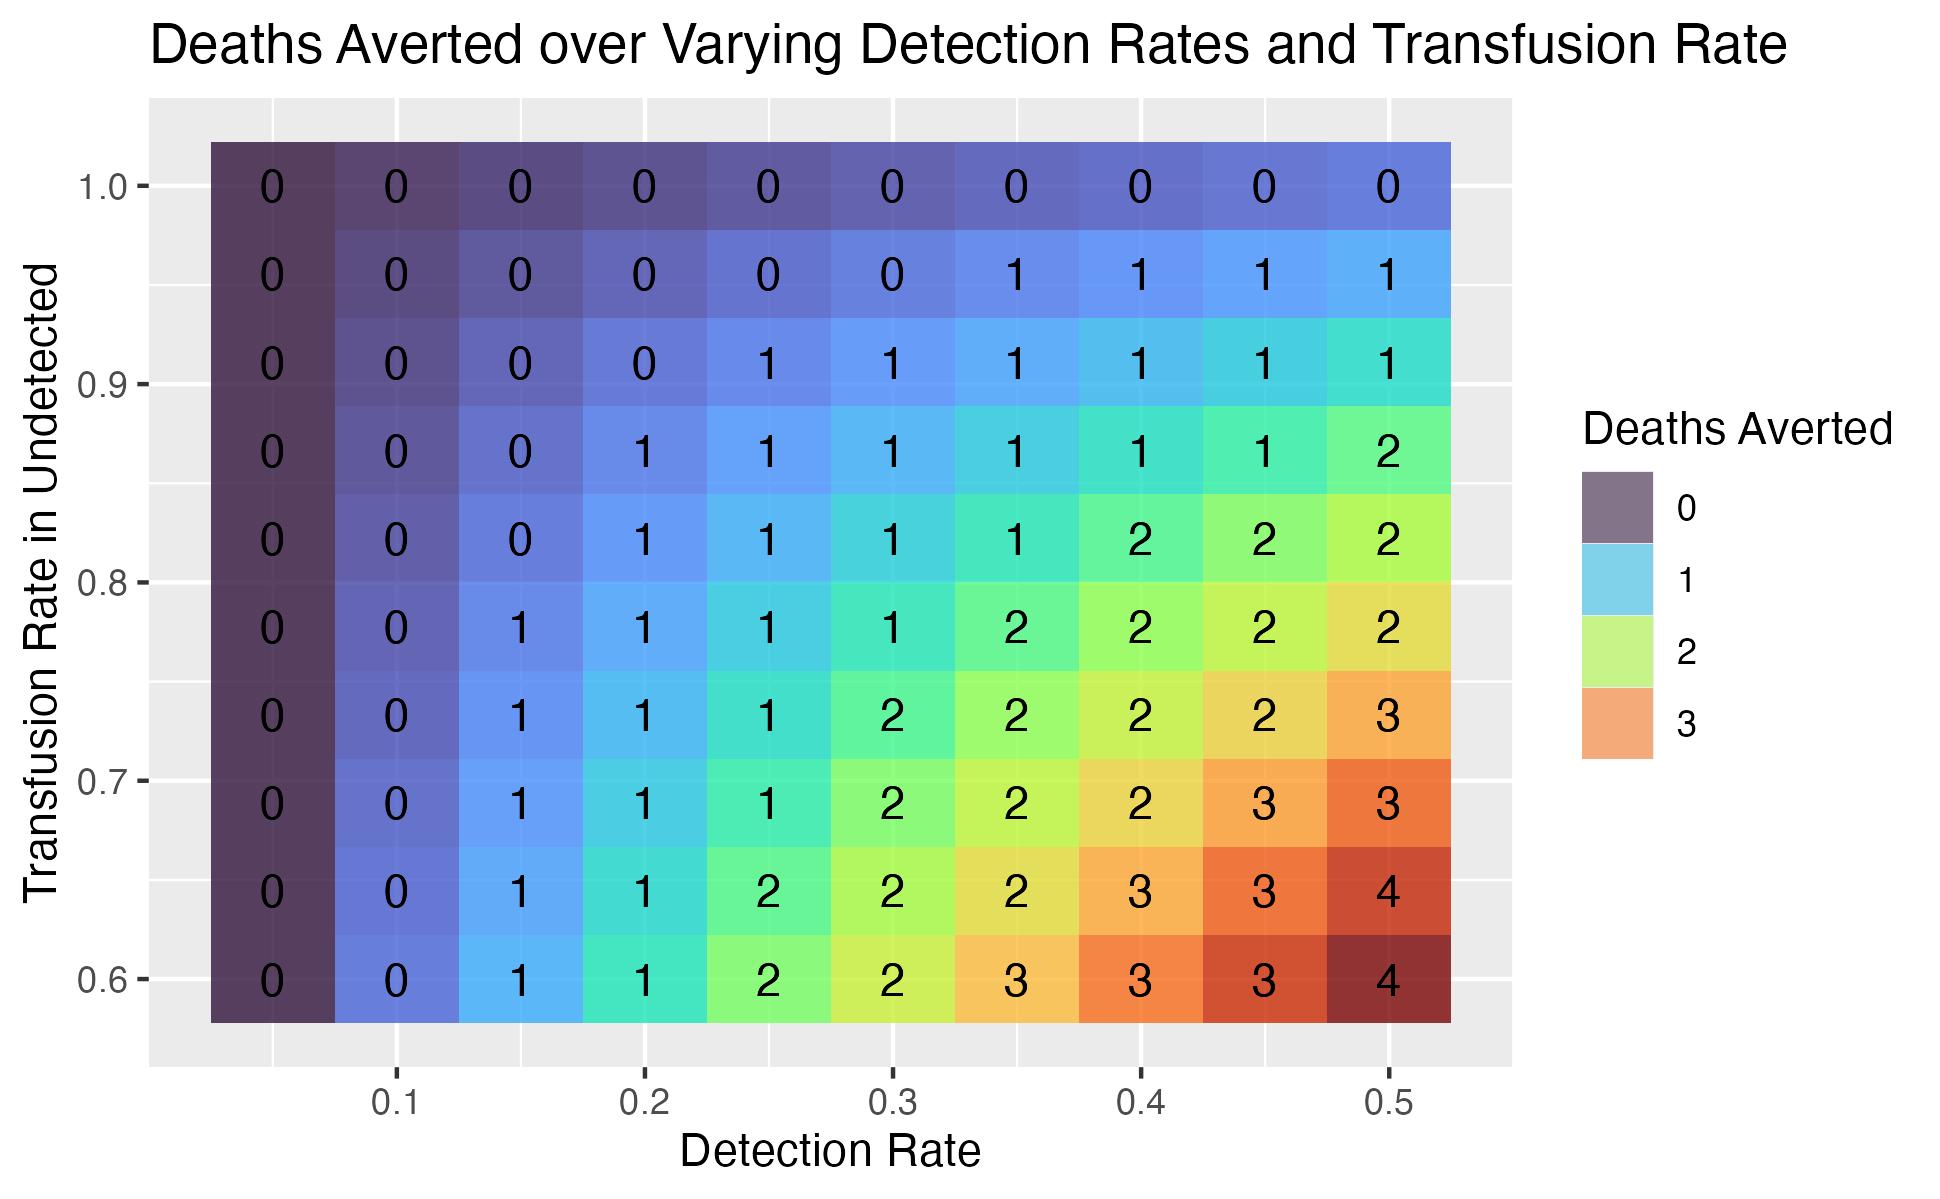 Deaths Averted over Varying Detection Rates and Transfusion Rate
1.0
0.9
0.8
0.7
0.6
Transfusion Rate in Undetected
0 0 0 0 0 0 0 0 0 0
0 0 0 0 0 0 1 1 1 1
0 0 0 0 1 1 1 1 1 1
0 0 0 1 1 1 1 1 1 2
0 0 0 1 1 1 1 2 2 2
0 0 1 1 1 1 2 2 2 2
0 0 1 1 1 2 2 2 2 3
0 0 1 1 1 2 2 2 3 3
0 0 1 1 2 2 2 3 3 4
0 0 1 1 2 2 3 3 3 4
0.1 0.2 0.3 0.4 0.5
Detection Rate
Deaths Averted
0
1
2
3